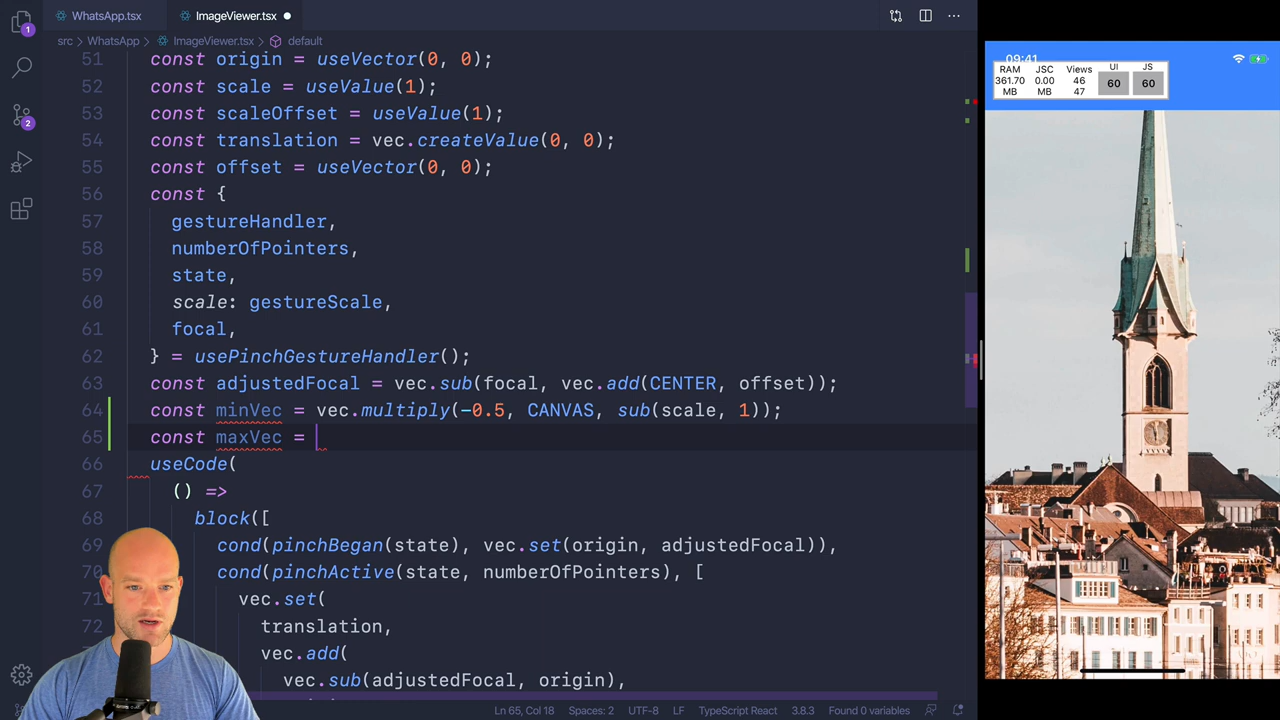 WhatsApp.tsx
ImageViewer.tsx
src > WhatsApp > ImageViewer.tsx > default
51 const origin = useVector(0, 0);
52 const scale = useValue(1);
53 const scaleOffset = useValue(1);
54 const translation = vec.createValue(0, 0);
55 const offset = useVector(0, 0);
56 const {
57 gestureHandler,
58 numberOfPointers,
59 state,
60 scale: gestureScale,
61 focal,
62 } = usePinchGestureHandler();
63 const adjustedFocal = vec.sub(focal, vec.add(CENTER, offset));
64 const minVec = vec.multiply(-0.5, CANVAS, sub(scale, 1));
65 const maxVec =
66 useCode(
67 () =>
68 block([
69 cond(pinchBegan(state), vec.set(origin, adjustedFocal)),
70 cond(pinchActive(state, numberOfPointers), [
71 vec.set(
72 translation,
vec.add(
vec.sub(adjustedFocal, origin),
1
2
Ln 65, Col 18
Spaces: 2
UTF-8
LF
TypeScript React
3.8.3
Found 0 variables
09:41
RAM
361.70
MB
JSC
0.00
MB
Views
46
47
UI
60
JS
60